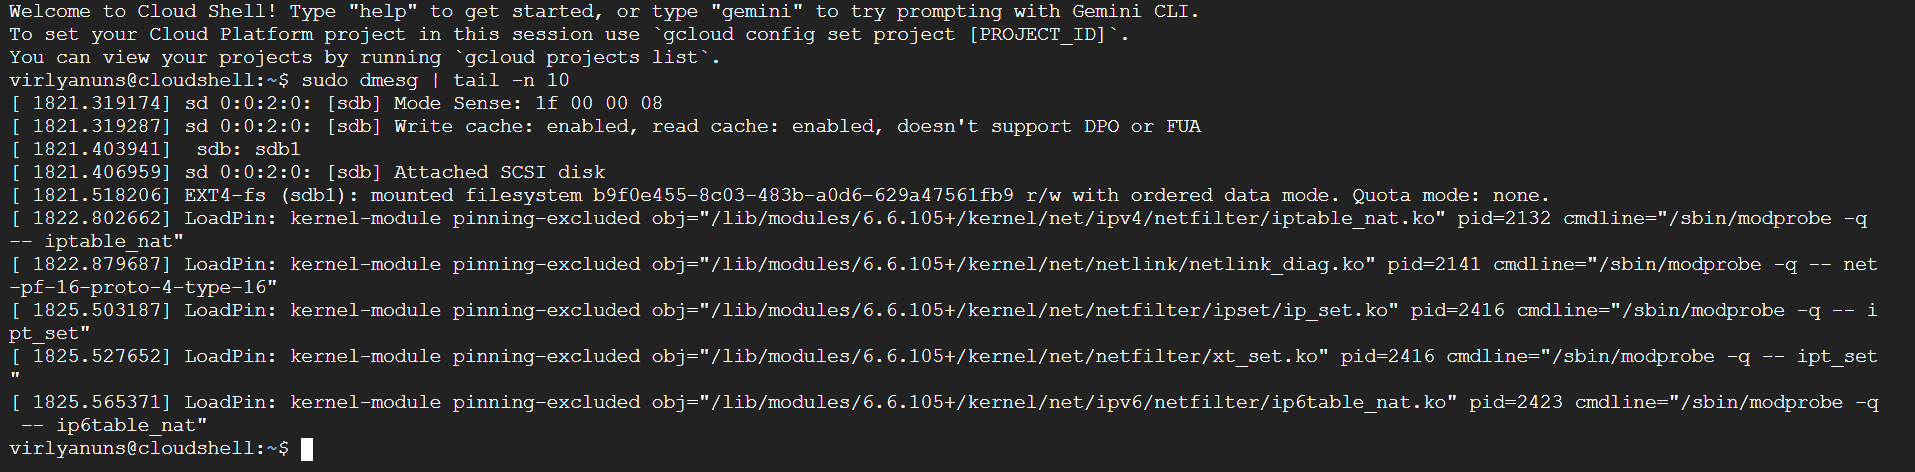 Welcome to Cloud Shell! Type "help" to get started, or type "gemini" to try prompting with Gemini CLI.
To set your Cloud Platform project in this session use `gcloud config set project [PROJECT_ID]`.
You can view your projects by running `gcloud projects list`.
virlyanuns@cloudshell:~$ sudo dmesg | tail -n 10
[ 1821.319174] sd 0:0:2:0: [sdb] Mode Sense: 1f 00 00 08
[ 1821.319287] sd 0:0:2:0: [sdb] Write cache: enabled, read cache: enabled, doesn't support DPO or FUA
[ 1821.403941]  sdb: sdb1
[ 1821.406959] sd 0:0:2:0: [sdb] Attached SCSI disk
[ 1821.518206] EXT4-fs (sdb1): mounted filesystem b9f0e455-8c03-483b-a0d6-629a47561fb9 r/w with ordered data mode. Quota mode: none.
[ 1822.802662] LoadPin: kernel-module pinning-excluded obj="/lib/modules/6.6.105+/kernel/net/ipv4/netfilter/iptable_nat.ko" pid=2132 cmdline="/sbin/modprobe -q
-- iptable_nat"
[ 1822.879687] LoadPin: kernel-module pinning-excluded obj="/lib/modules/6.6.105+/kernel/net/netlink/netlink_diag.ko" pid=2141 cmdline="/sbin/modprobe -q -- net
-pf-16-proto-4-type-16"
[ 1825.503187] LoadPin: kernel-module pinning-excluded obj="/lib/modules/6.6.105+/kernel/net/netfilter/ipset/ip_set.ko" pid=2416 cmdline="/sbin/modprobe -q -- i
pt_set"
[ 1825.527652] LoadPin: kernel-module pinning-excluded obj="/lib/modules/6.6.105+/kernel/net/netfilter/xt_set.ko" pid=2416 cmdline="/sbin/modprobe -q -- ipt_set
"
[ 1825.565371] LoadPin: kernel-module pinning-excluded obj="/lib/modules/6.6.105+/kernel/net/ipv6/netfilter/ip6table_nat.ko" pid=2423 cmdline="/sbin/modprobe -q
 -- ip6table_nat"
virlyanuns@cloudshell:~$